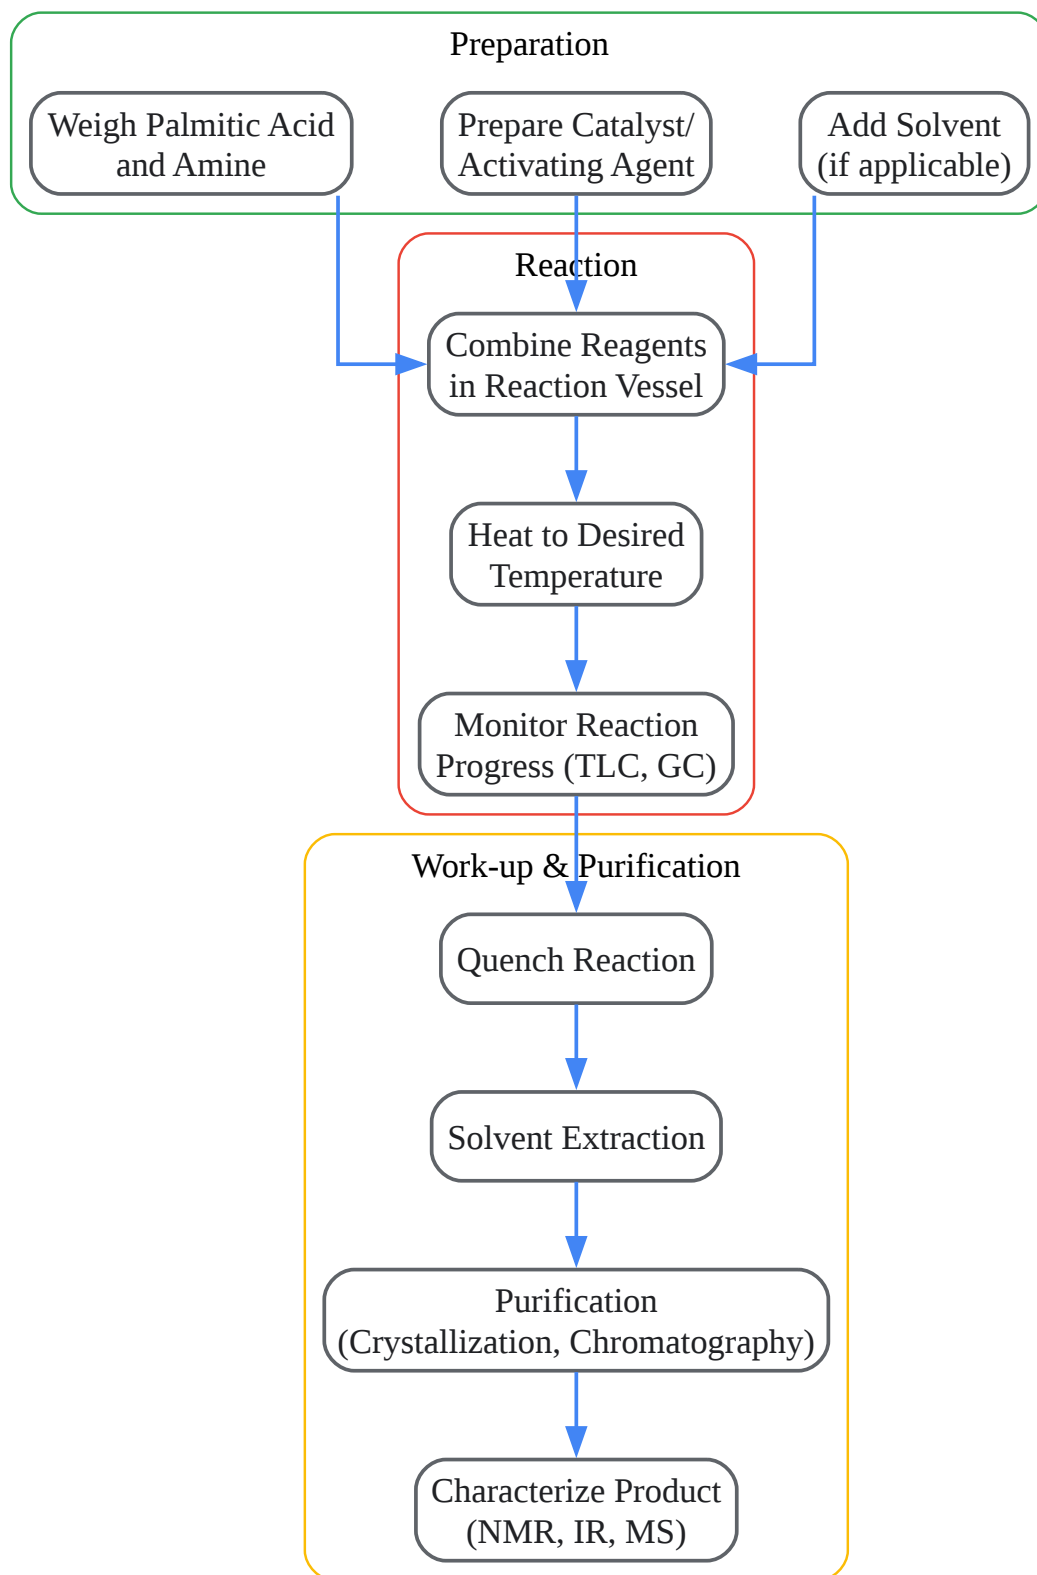 Preparation
Weigh Palmitic Acid
and Amine
Prepare Catalyst/
Activating Agent
Add Solvent
(if applicable)
Reaction
Combine Reagents
in Reaction Vessel
Heat to Desired
Temperature
Monitor Reaction
Progress (TLC, GC)
Work-up & Purification
Quench Reaction
Solvent Extraction
Purification
(Crystallization, Chromatography)
Characterize Product
(NMR, IR, MS)